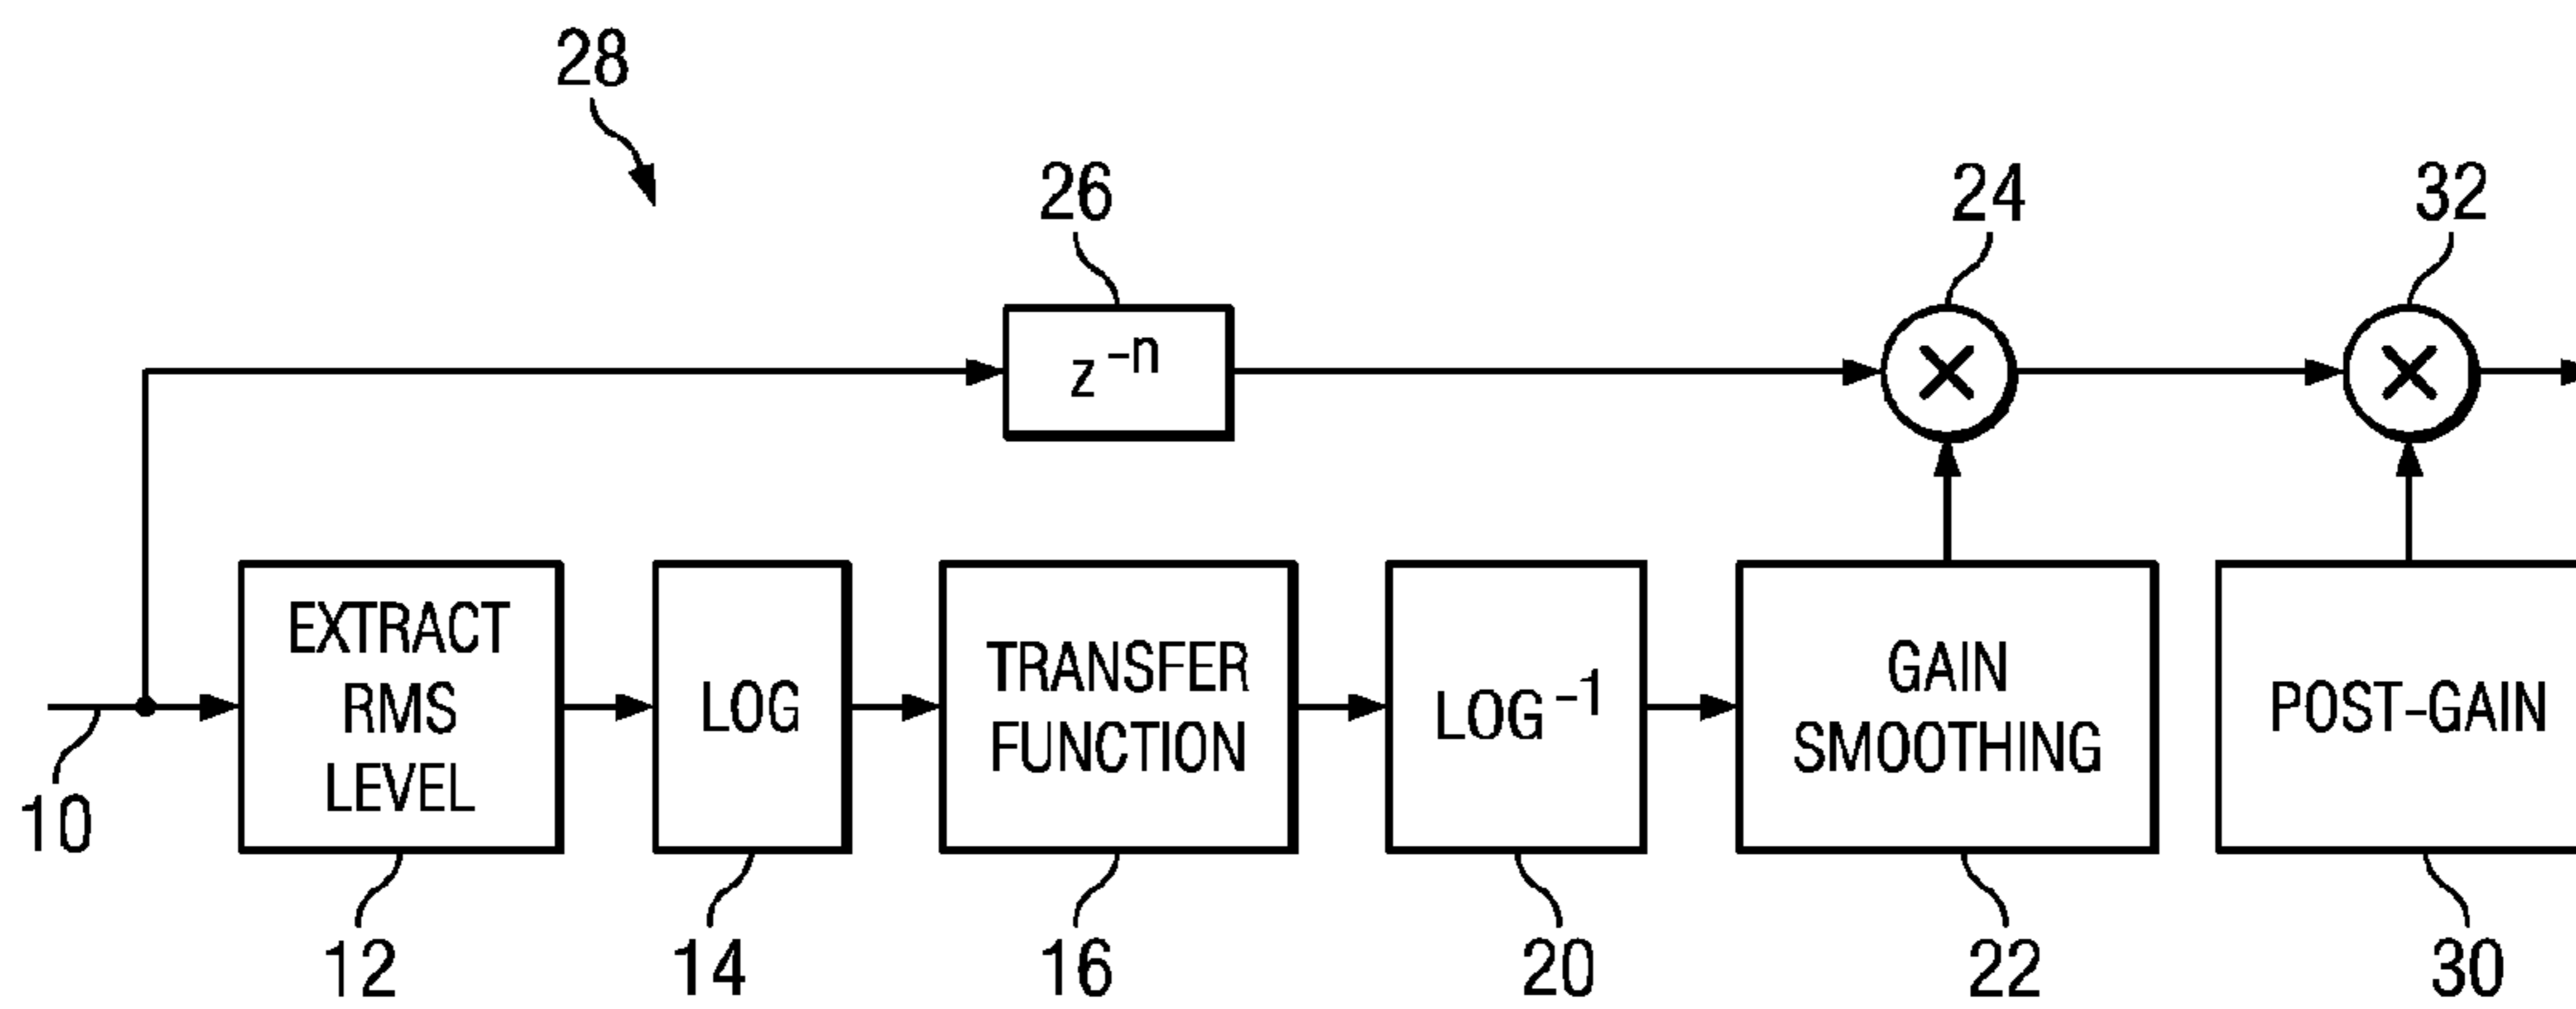 28
26
24
32
z⁻ⁿ
×
×
EXTRACT
RMS
LEVEL
LOG
TRANSFER
FUNCTION
LOG⁻¹
GAIN
SMOOTHING
POST-GAIN
10
12
14
16
20
22
30